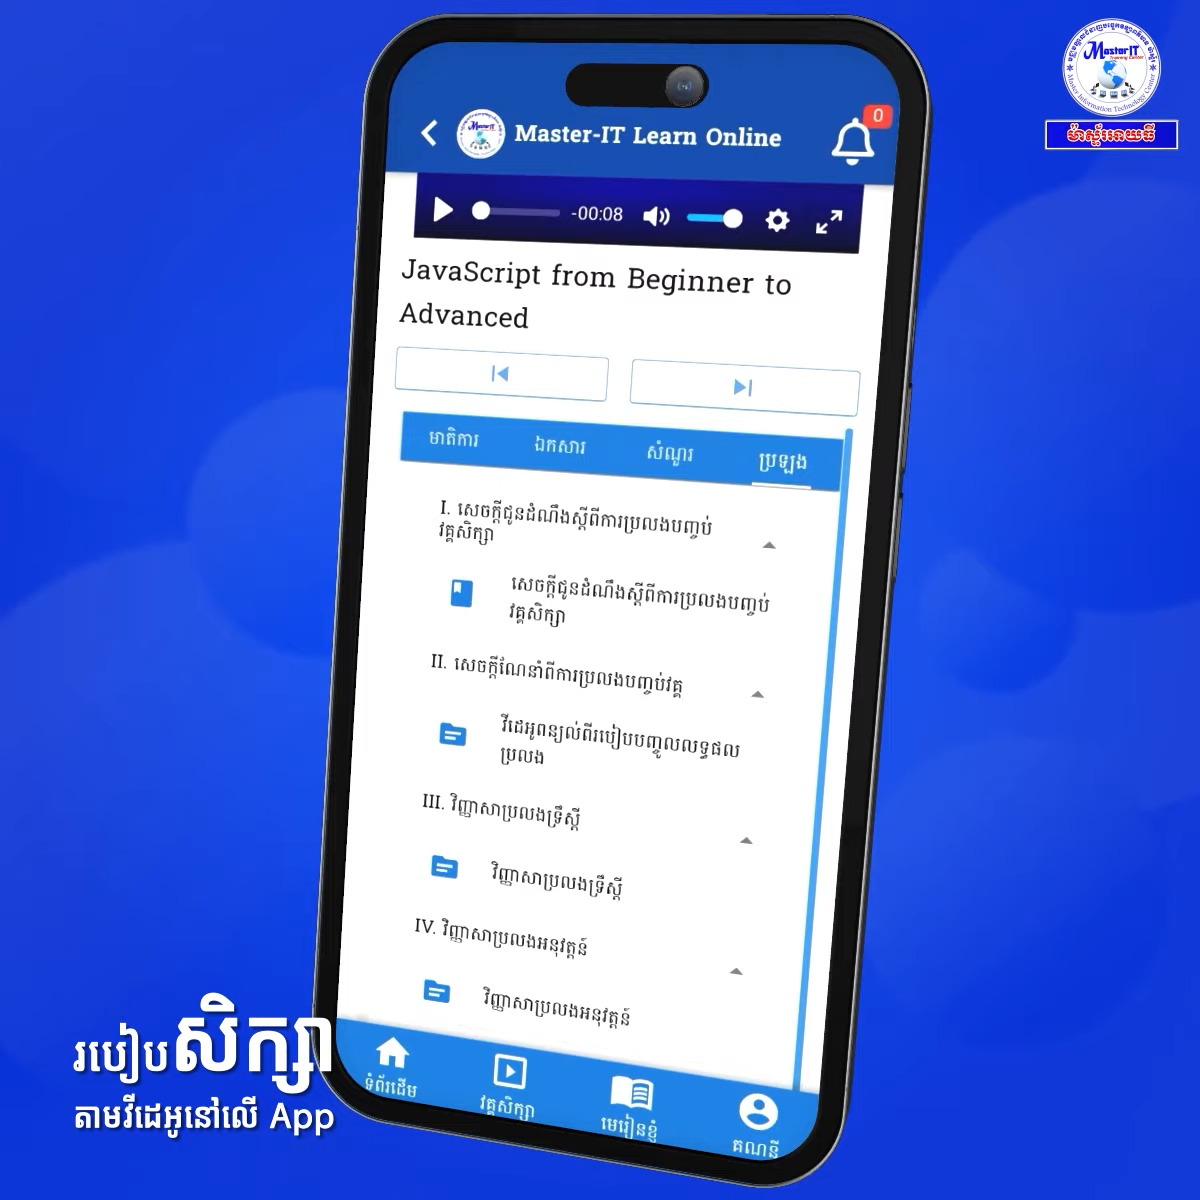 Master IT
Training Center
Master Information Technology Center
ម៉ាស្ទ័រអាយធី
Master-IT Learn Online
0
-00:08
JavaScript from Beginner to
Advanced
មាតិការ
ឯកសារ
សំណួរ
ប្រឡង
I. សេចក្តីជូនដំណឹងស្តីពីការប្រលងបញ្ចប់
វគ្គសិក្សា
សេចក្តីជូនដំណឹងស្តីពីការប្រលងបញ្ចប់
វគ្គសិក្សា
II. សេចក្តីណែនាំពីការប្រលងបញ្ចប់វគ្គ
វីដេអូពន្យល់ពីរបៀបបញ្ចូលលទ្ធផល
ប្រលង
III. វិញ្ញាសាប្រលងទ្រឹស្តី
វិញ្ញាសាប្រលងទ្រឹស្តី
IV. វិញ្ញាសាប្រលងអនុវត្តន៍
វិញ្ញាសាប្រលងអនុវត្តន៍
ទំព័រដើម
វគ្គសិក្សា
មេរៀនខ្ញុំ
គណនី
របៀបសិក្សា
តាមវីដេអូនៅលើ App